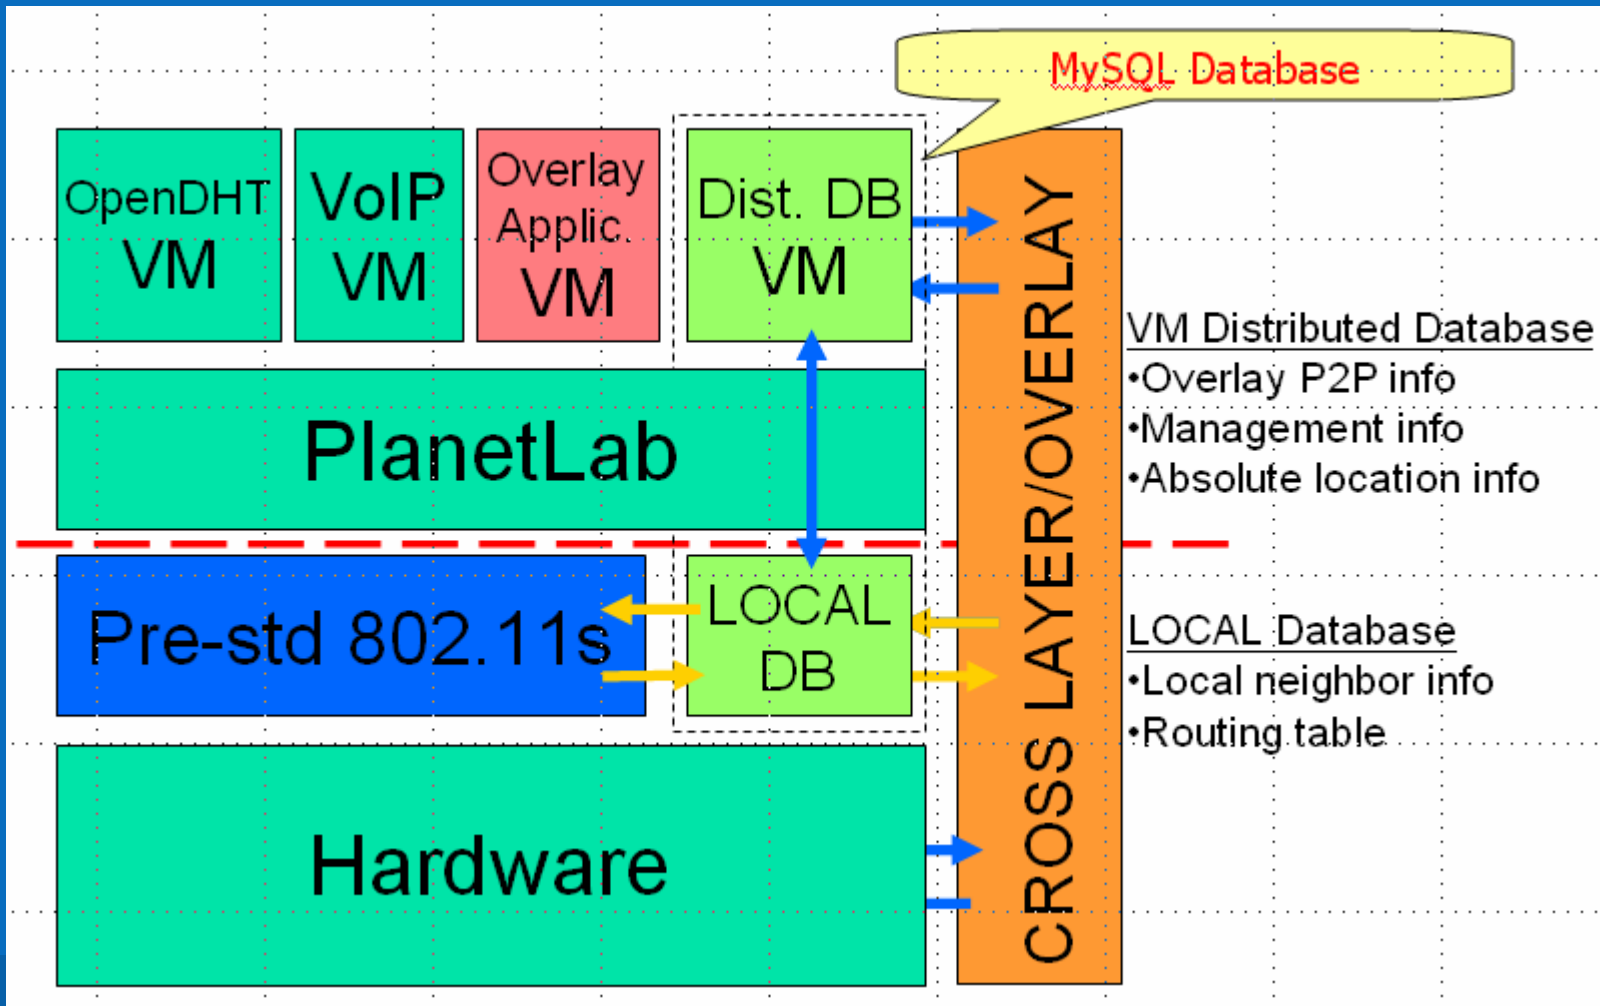 MySQL Database
OpenDHT
VM
VoIP
VM
Overlay
Applic.
VM
Dist. DB
VM
PlanetLab
Pre-std 802.11s
LOCAL
DB
Hardware
CROSS LAYER/OVERLAY
VM Distributed Database
•Overlay P2P info
•Management info
•Absolute location info
LOCAL Database
•Local neighbor info
•Routing table